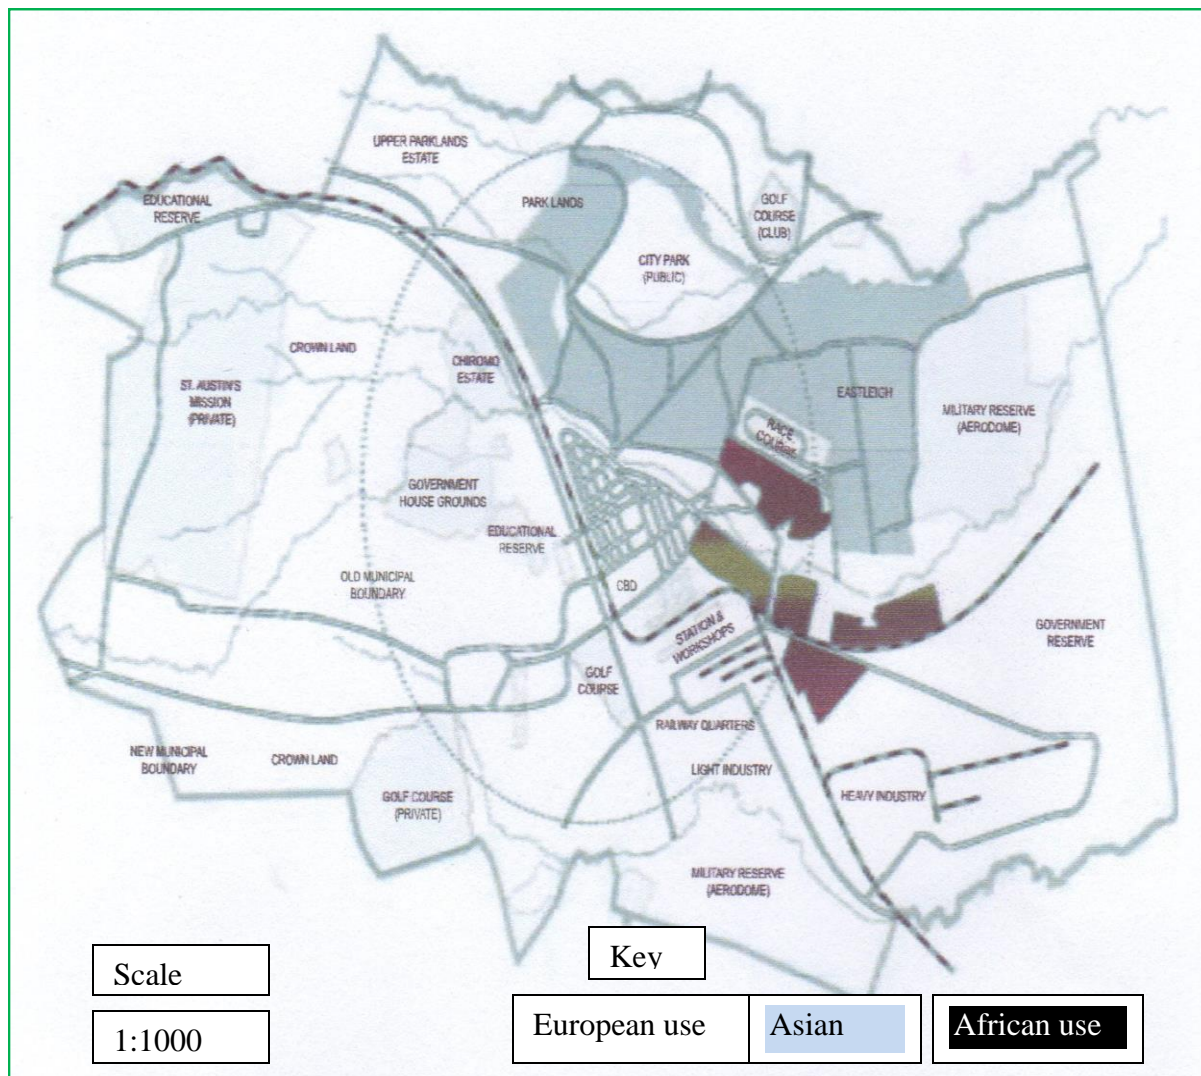 UPPER PARKLANDS
ESTATE
EDUCATIONAL
RESERVE
PARK LANDS
GOLF
COURSE
(CLUB)
CITY PARK
(PUBLIC)
CROWN LAND
CHIROMO
ESTATE
ST. AUSTIN'S
MISSION
(PRIVATE)
EASTLEIGH
MILITARY RESERVE
(AERODOME)
RACE
COURSE
GOVERNMENT
HOUSE GROUNDS
EDUCATIONAL
RESERVE
OLD MUNICIPAL
BOUNDARY
CBD
STATION &
WORKSHOPS
GOVERNMENT
RESERVE
GOLF
COURSE
RAILWAY QUARTERS
NEW MUNICIPAL
BOUNDARY
CROWN LAND
LIGHT INDUSTRY
HEAVY INDUSTRY
GOLF COURSE
(PRIVATE)
MILITARY RESERVE
(AERODOME)
Scale
1:1000
Key
European use
Asian
African use